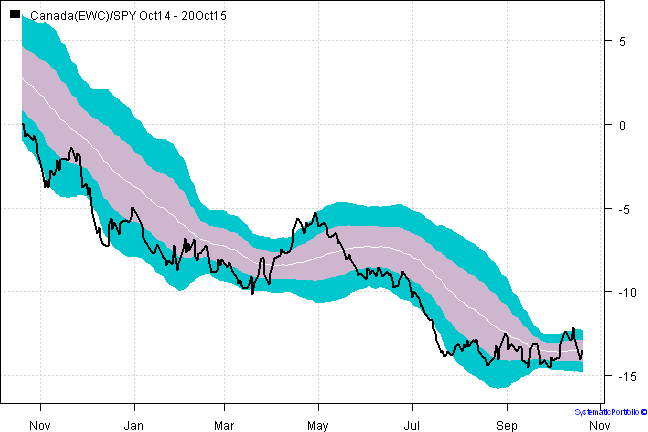 Canada(EWC)/SPY Oct14 - 20Oct15
5
0
-5
-10
-15
Nov Jan Mar May Jul Sep Nov
SystematicPortfolio ©